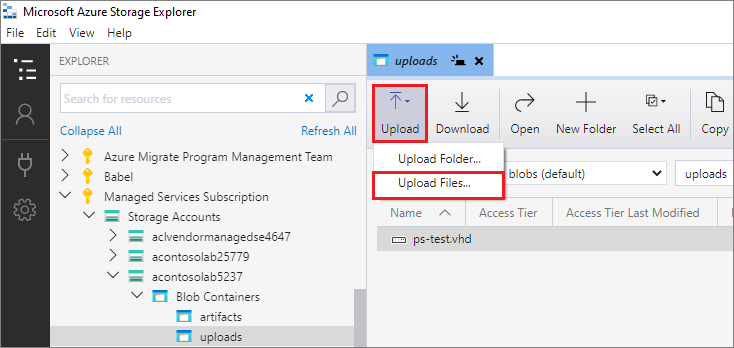 Microsoft Azure Storage Explorer
File Edit View Help
EXPLORER
Search for resources
Collapse All Refresh All
Azure Migrate Program Management Team
Babel
Managed Services Subscription
Storage Accounts
aclvendormanagedse4647
acontosolab25779
acontosolab5237
Blob Containers
artifacts
uploads
uploads
Upload Download Open New Folder Select All Copy
Upload Folder...
Upload Files...
blobs (default) uploads
Name Access Tier Access Tier Last Modified
ps-test.vhd